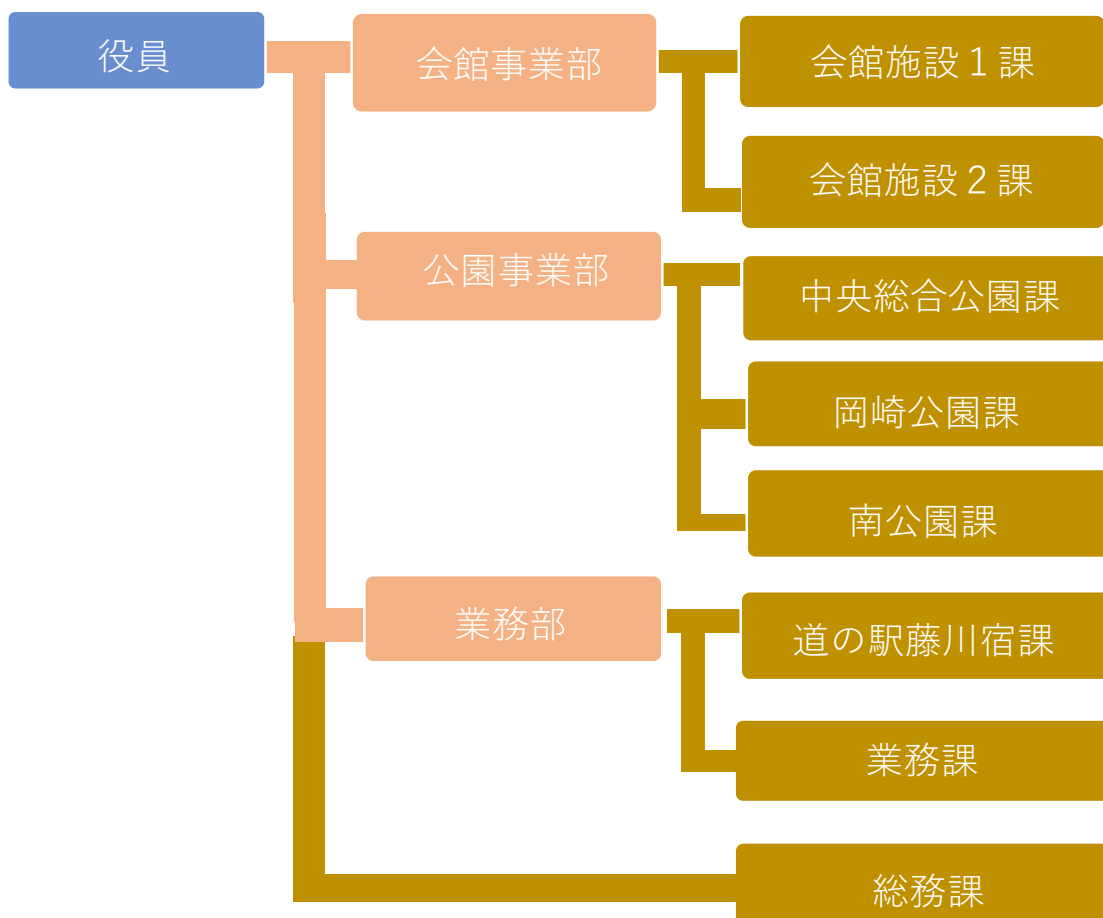 役員
会館事業部
会館施設１課
会館施設２課
公園事業部
中央総合公園課
岡崎公園課
南公園課
業務部
道の駅藤川宿課
業務課
総務課